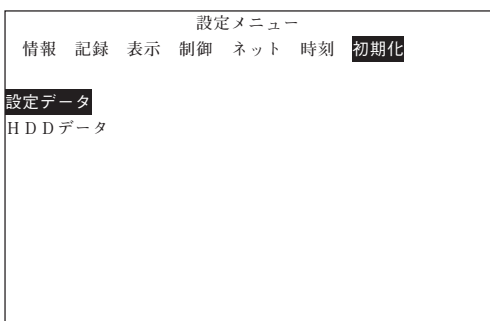 設定メニュー
情報 記録 表示 制御 ネット 時刻 初期化
設定データ
ＨＤＤデータ